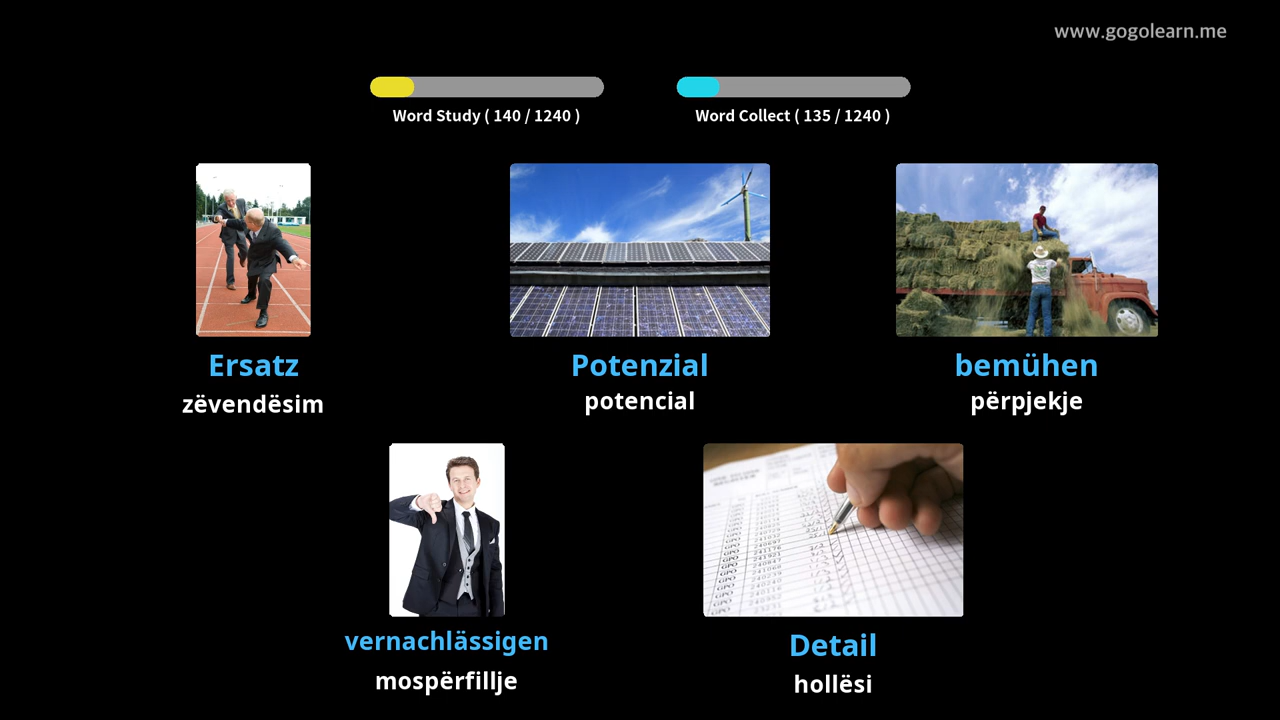 www.gogolearn.me
Word Study ( 140 / 1240 )
Word Collect ( 135 / 1240 )
Ersatz
zëvendësim
Potenzial
potencial
bemühen
përpjekje
vernachlässigen
mospërfillje
Detail
hollësi